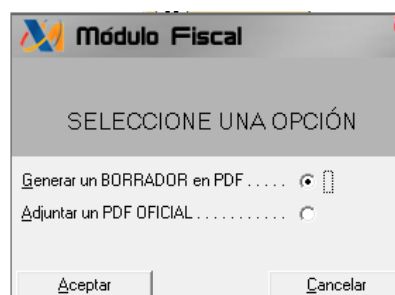 Módulo Fiscal
SELECCIONE UNA OPCIÓN
Generar un BORRADOR en PDF . . . . .
Adjuntar un PDF OFICIAL . . . . . . . . . . .
Aceptar Cancelar